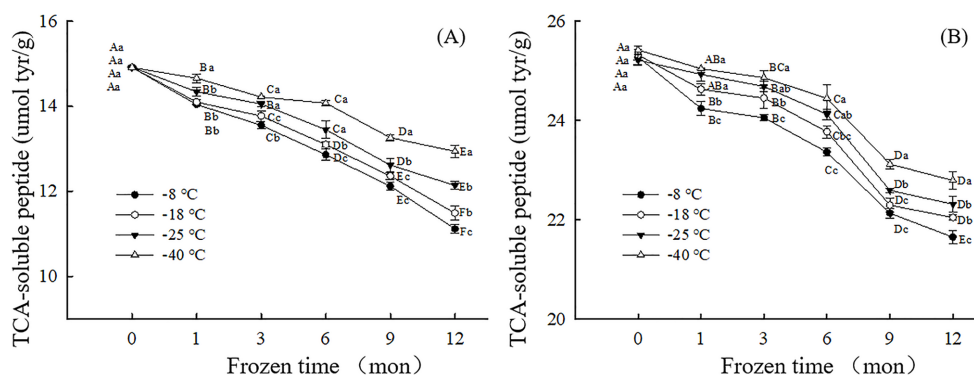 (A)
TCA-soluble peptide (umol tyr/g)
16
14
12
10
9
Aa
Aa
Aa
Aa
Ba
Bb
Bb
Bb
Ca
Ba
Cc
Cb
Ca
Ca
Db
Dc
Da
Db
Ec
Ec
Ea
Eb
Fb
Fc
-8 ℃
-18 ℃
-25 ℃
-40 ℃
0 1 3 6 9 12
Frozen time （mon）
(B)
TCA-soluble peptide (umol tyr/g)
26
24
22
20
Aa
Aa
Aa
Aa
ABa
ABa
Bb
Bc
BCa
Bab
Bb
Bc
Ca
Cab
Cbc
Cc
Da
Db
Dc
Dc
Da
Db
Db
Ec
-8 ℃
-18 ℃
-25 ℃
-40 ℃
0 1 3 6 9 12
Frozen time （mon）